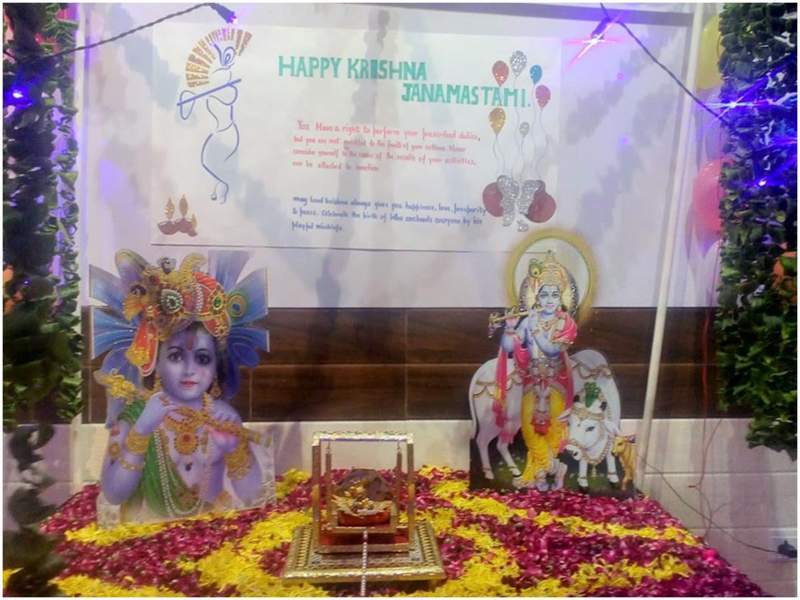 HAPPY KRISHNA
JANAMASTAMI.
You Have a right to perform your prescribed duties,
but you are not entitled to the fruits of your actions. Never
consider yourself to be the cause of the results of your activities,
nor be attached to inaction.
may Lord krishna always gives you happiness, love, prosperity
& peace. Celebrate the birth of who enchants everyone by his
playful mischiefs.